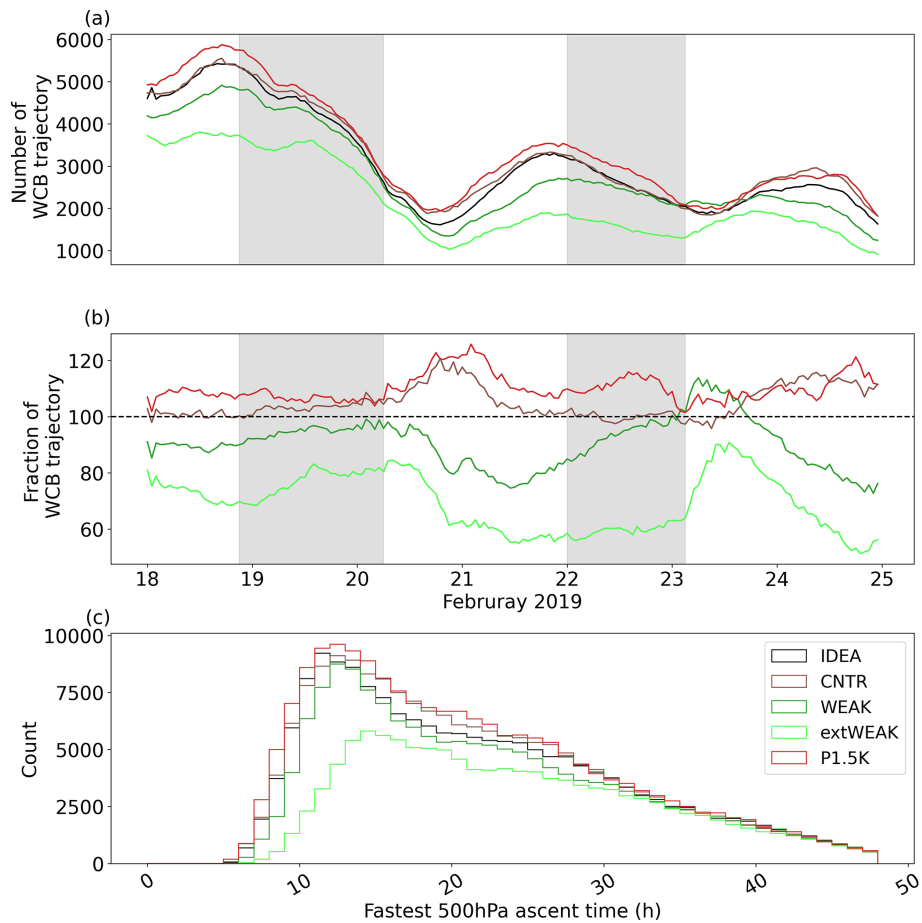 (a)
6000
5000
4000
3000
2000
1000
Number of
WCB trajectory
(b)
120
100
80
60
Fraction of
WCB trajectory
18 19 20 21 22 23 24 25
Februray 2019
(c)
10000
7500
5000
2500
0
Count
IDEA
CNTR
WEAK
extWEAK
P1.5K
0 10 20 30 40 50
Fastest 500hPa ascent time (h)